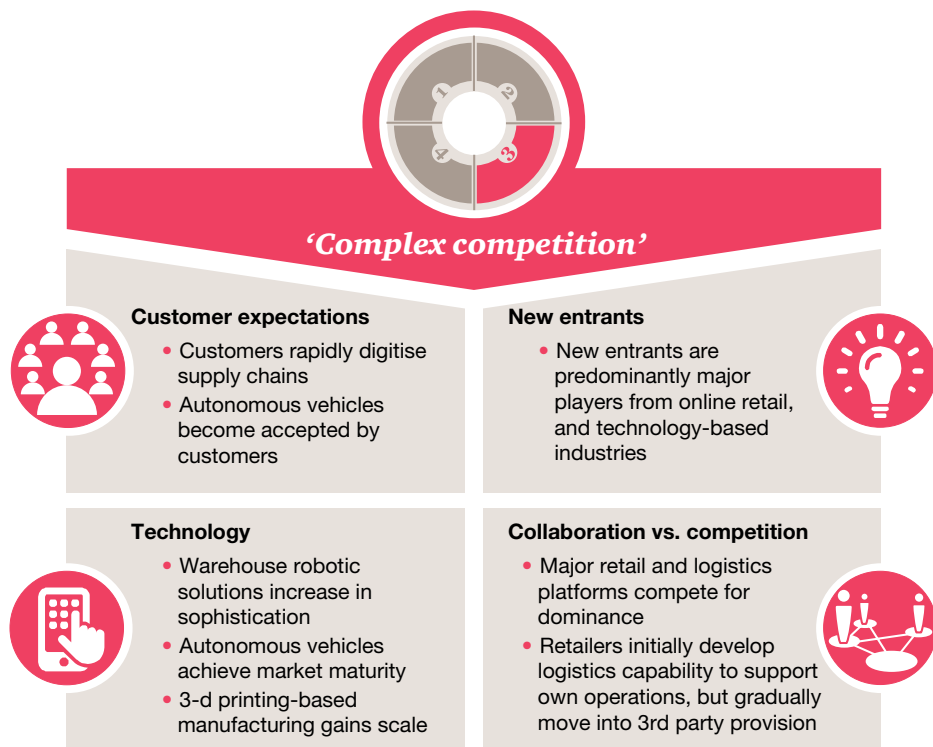 1
2
4
3
‘Complex competition’
Customer expectations
• Customers rapidly digitise
supply chains
• Autonomous vehicles
become accepted by
customers
New entrants
• New entrants are
predominantly major
players from online retail,
and technology-based
industries
Technology
• Warehouse robotic
solutions increase in
sophistication
• Autonomous vehicles
achieve market maturity
• 3-d printing-based
manufacturing gains scale
Collaboration vs. competition
• Major retail and logistics
platforms compete for
dominance
• Retailers initially develop
logistics capability to support
own operations, but gradually
move into 3rd party provision